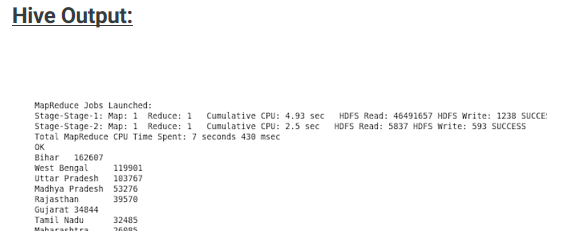 Hive Output:
MapReduce Jobs Launched:
Stage-Stage-1: Map: 1  Reduce: 1   Cumulative CPU: 4.93 sec   HDFS Read: 46491657 HDFS Write: 1238 SUCCE
Stage-Stage-2: Map: 1  Reduce: 1   Cumulative CPU: 2.5 sec   HDFS Read: 5837 HDFS Write: 593 SUCCESS
Total MapReduce CPU Time Spent: 7 seconds 430 msec
OK
Bihar   162607
West Bengal     119901
Uttar Pradesh   103767
Madhya Pradesh  53276
Rajasthan       39570
Gujarat 34844
Tamil Nadu      32485
Maharashtra     26085